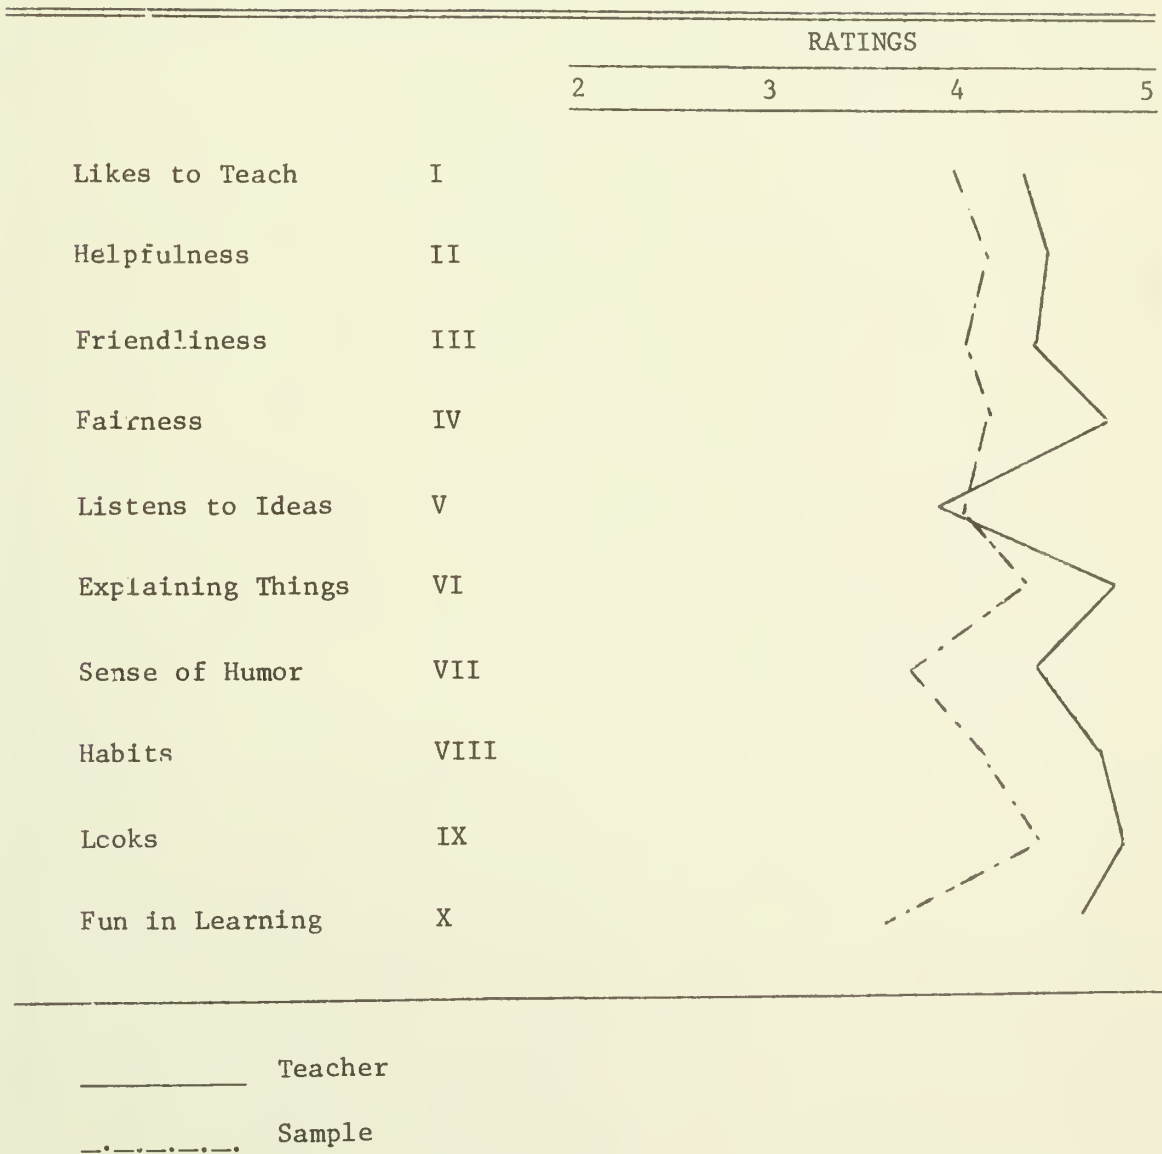 RATINGS
2 3 4 5
Likes to Teach I
Helpfulness II
Friendliness III
Fairness IV
Listens to Ideas V
Explaining Things VI
Sense of Humor VII
Habits VIII
Lcoks IX
Fun in Learning X
Teacher
Sample